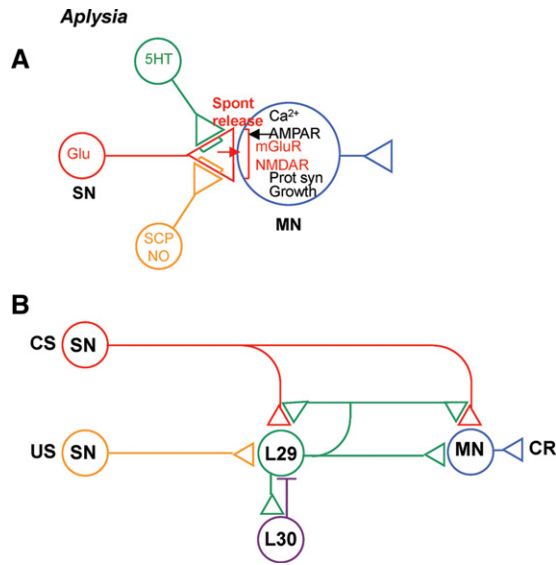 Aplysia
A
5HT
Spont
release
Ca2+
AMPAR
mGluR
NMDAR
Prot syn
Growth
Glu
SN
MN
SCP
NO
B
CS
SN
US
SN
L29
MN
CR
L30